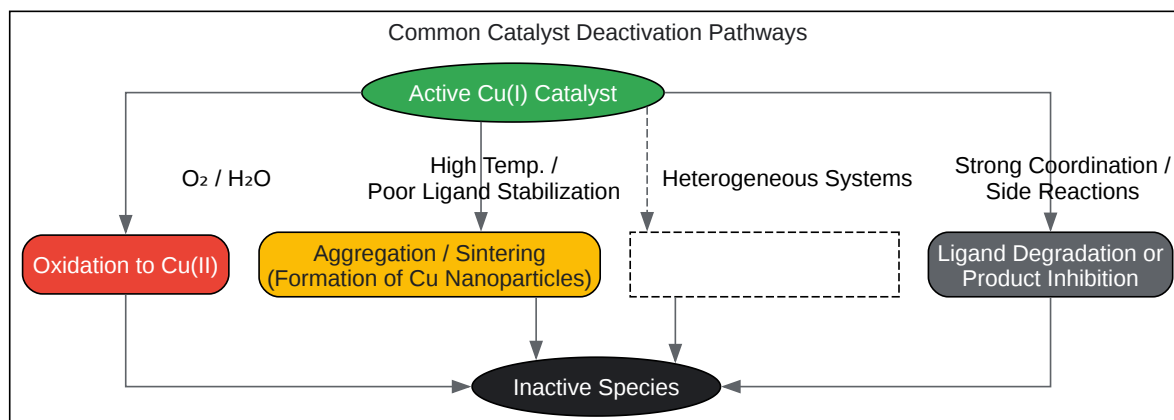 Common Catalyst Deactivation Pathways
Active Cu(I) Catalyst
O₂ / H₂O
High Temp. /
Poor Ligand Stabilization
Heterogeneous Systems
Strong Coordination /
Side Reactions
Oxidation to Cu(II)
Aggregation / Sintering
(Formation of Cu Nanoparticles)
Ligand Degradation or
Product Inhibition
Inactive Species